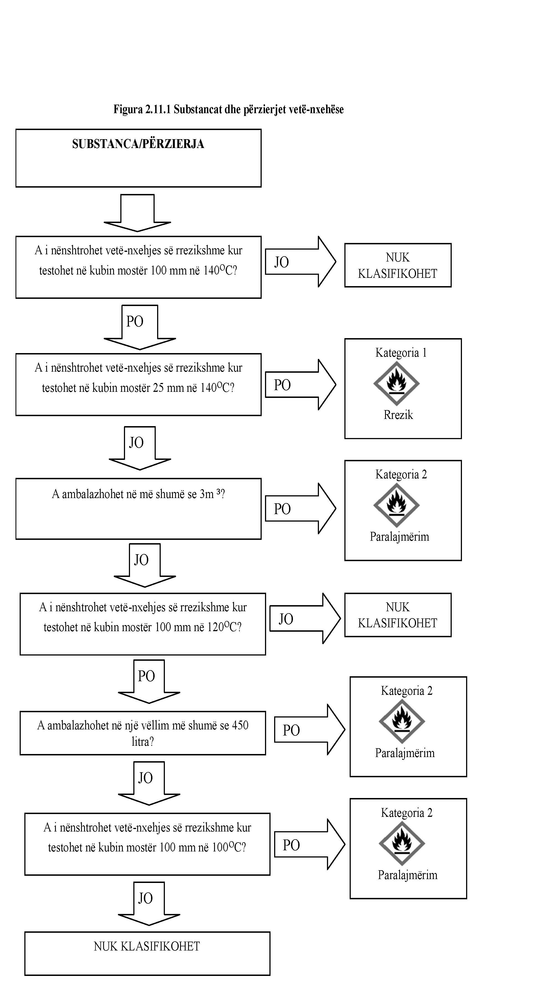 Figura 2.11.1 Substancat dhe përzierjet vetë-nxehëse
SUBSTANCA/PËRZIERJA
A i nënshtrohet vetë-nxehjes së rrezikshme kur
testohet në kubin mostër 100 mm në 140ᴼC?
JO
NUK
KLASIFIKOHET
PO
A i nënshtrohet vetë-nxehjes së rrezikshme kur
testohet në kubin mostër 25 mm në 140ᴼC?
PO
Kategoria 1
Rrezik
JO
A ambalazhohet në më shumë se 3m ³?
PO
Kategoria 2
Paralajmërim
JO
A i nënshtrohet vetë-nxehjes së rrezikshme kur
testohet në kubin mostër 100 mm në 120ᴼC?
JO
NUK
KLASIFIKOHET
PO
A ambalazhohet në një vëllim më shumë se 450
litra?
PO
Kategoria 2
Paralajmërim
JO
A i nënshtrohet vetë-nxehjes së rrezikshme kur
testohet në kubin mostër 100 mm në 100ᴼC?
PO
Kategoria 2
Paralajmërim
JO
NUK KLASIFIKOHET